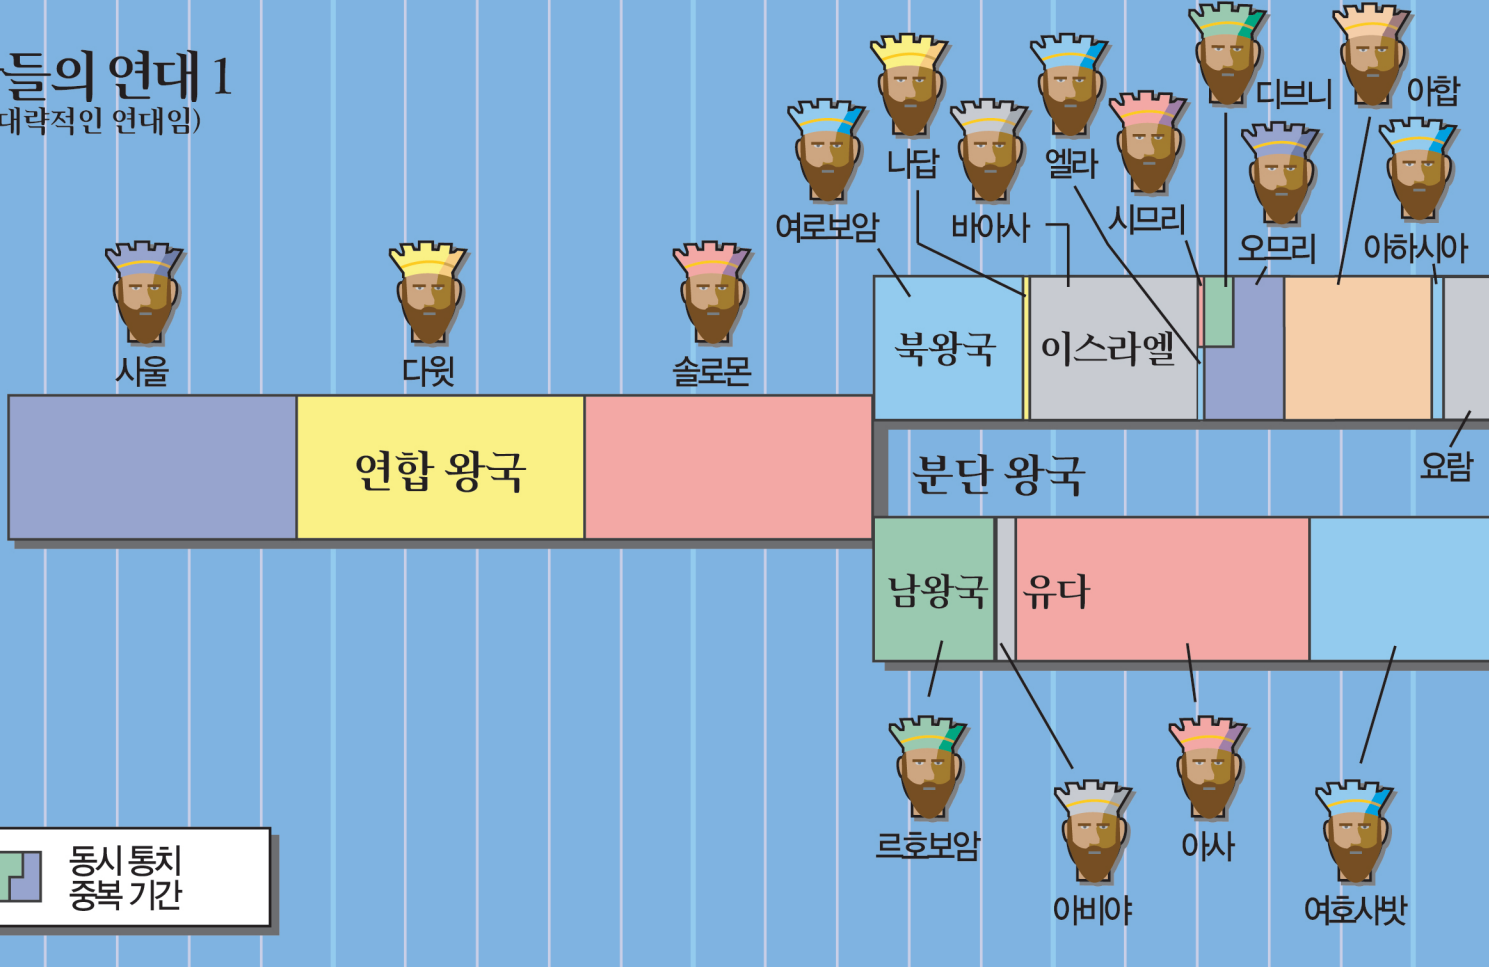 들의 연대 1
대략적인 연대임)
디브니
아합
나답
엘라
여로보암
바아사
시므리
오므리
아하시아
사울
다윗
솔로몬
북왕국
이스라엘
연합 왕국
분단 왕국
요람
남왕국
유다
르호보암
아사
아비야
여호사밧
동시 통치
중복 기간